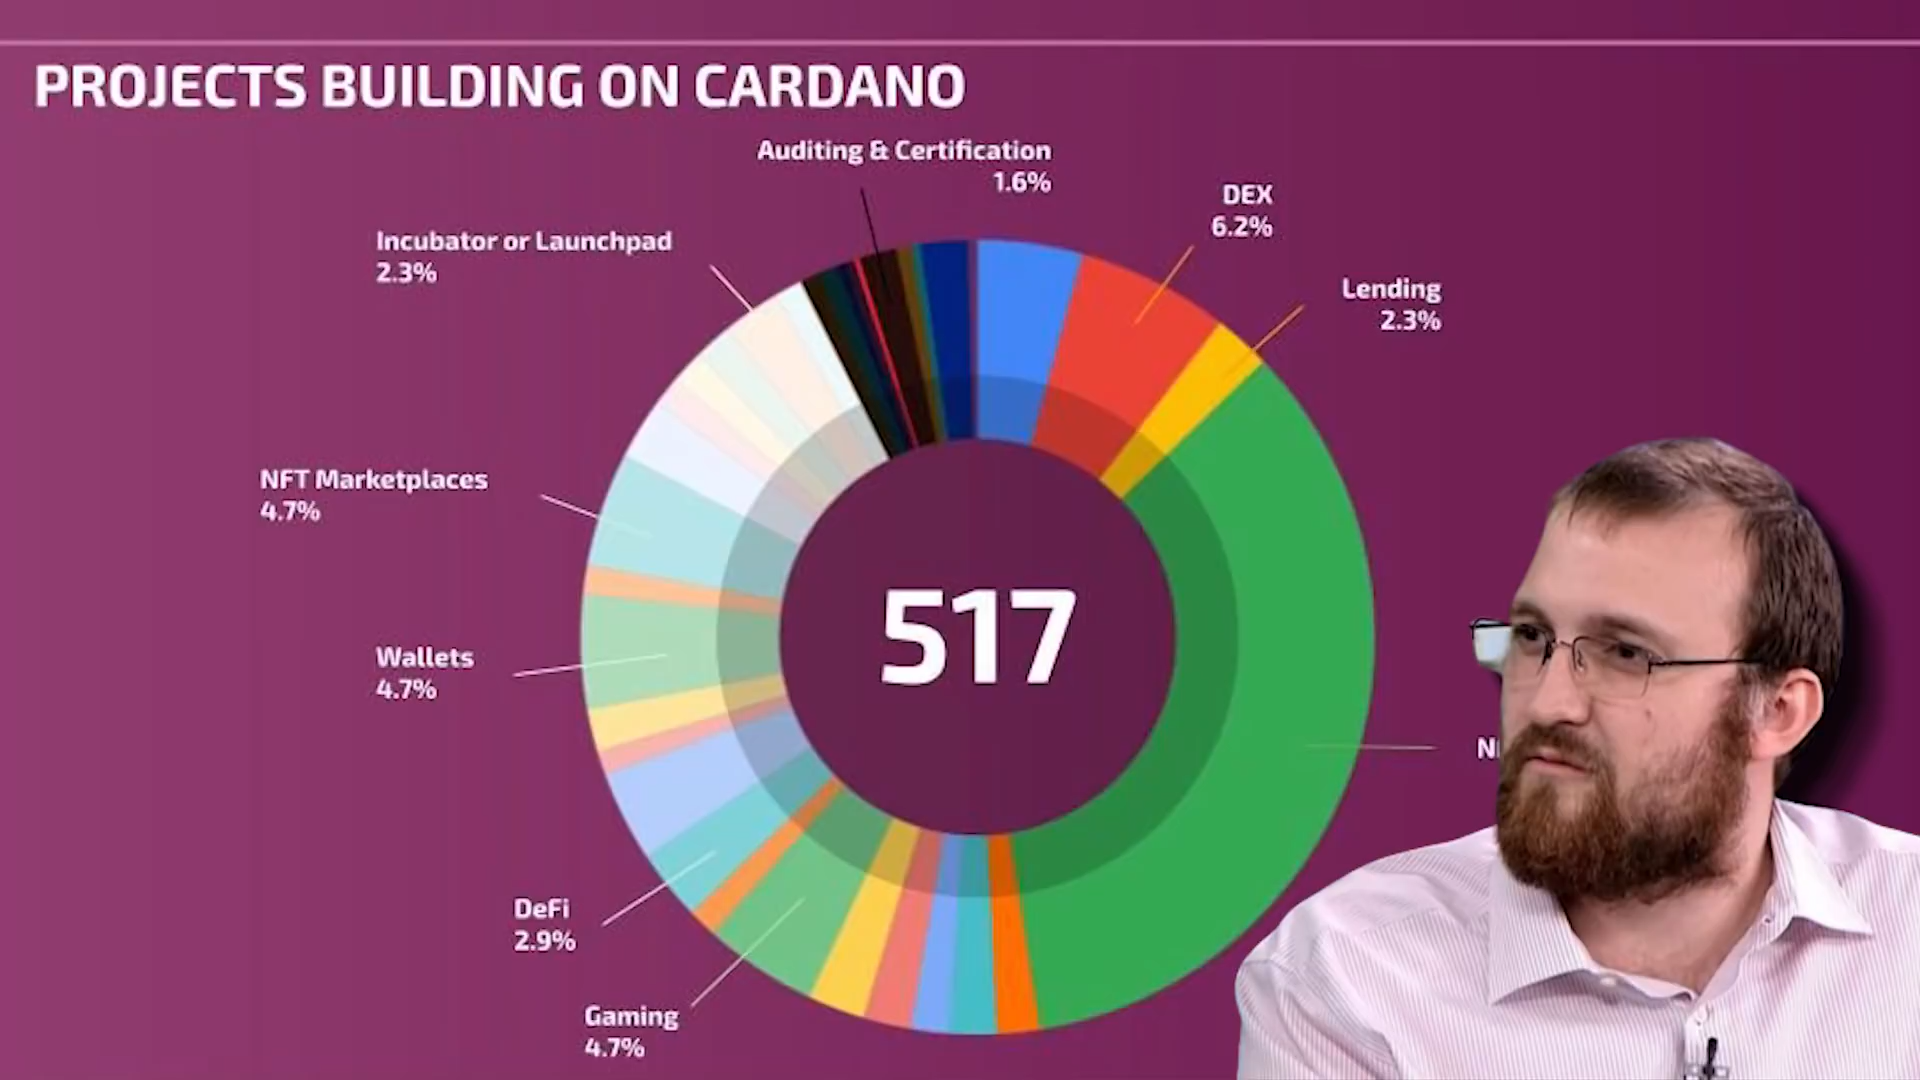 PROJECTS BUILDING ON CARDANO
Auditing & Certification
1.6%
DEX
6.2%
Incubator or Launchpad
2.3%
Lending
2.3%
NFT Marketplaces
4.7%
517
Wallets
4.7%
DeFi
2.9%
Gaming
4.7%